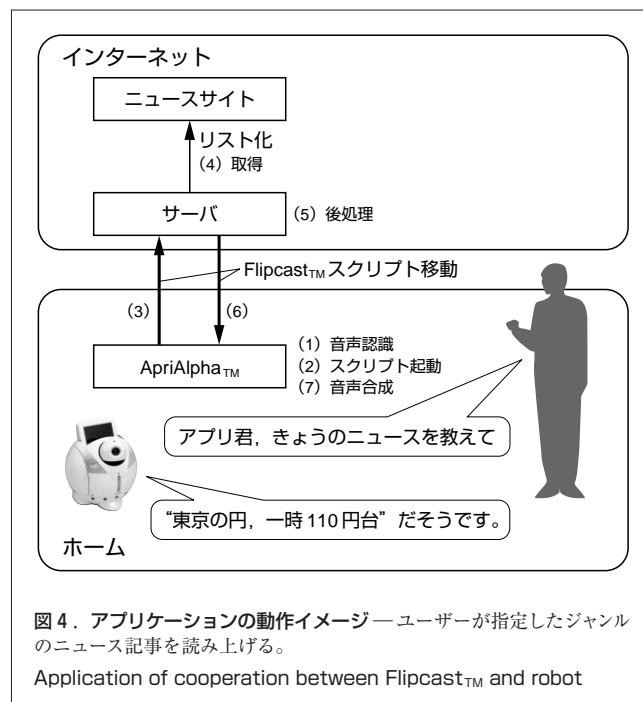 インターネット
ニュースサイト
リスト化
（4）取得
サーバ
（5）後処理
Flipcast™スクリプト移動
（3）
（6）
ApriAlpha™
（1）音声認識
（2）スクリプト起動
（7）音声合成
アプリ君，きょうのニュースを教えて
“東京の円，一時110円台”だそうです。
ホーム
図4．アプリケーションの動作イメージ—ユーザーが指定したジャンル
のニュース記事を読み上げる。
Application of cooperation between Flipcast™ and robot